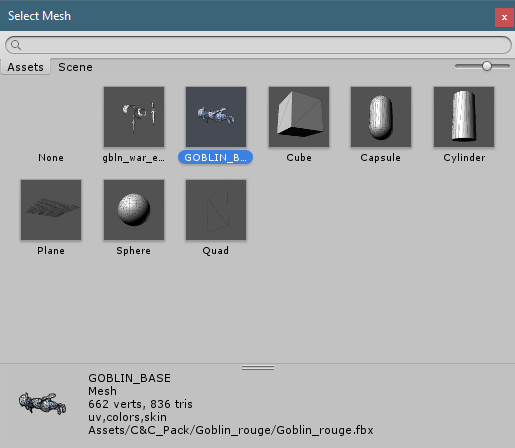 Select Mesh
x
Assets Scene
None gbln_war_e... GOBLIN_B... Cube Capsule Cylinder
Plane Sphere Quad
GOBLIN_BASE
Mesh
662 verts, 836 tris
uv,colors,skin
Assets/C&C_Pack/Goblin_rouge/Goblin_rouge.fbx